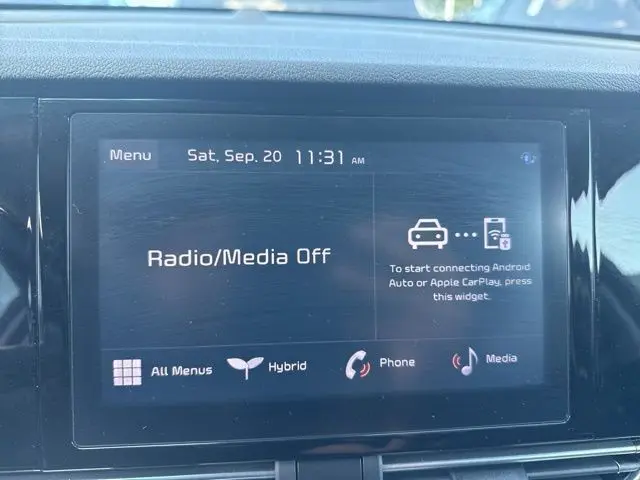 Menu Sat, Sep. 20 11:31 AM
Radio/Media Off
To start connecting Android
Auto or Apple CarPlay, press
this widget.
All Menus Hybrid Phone Media